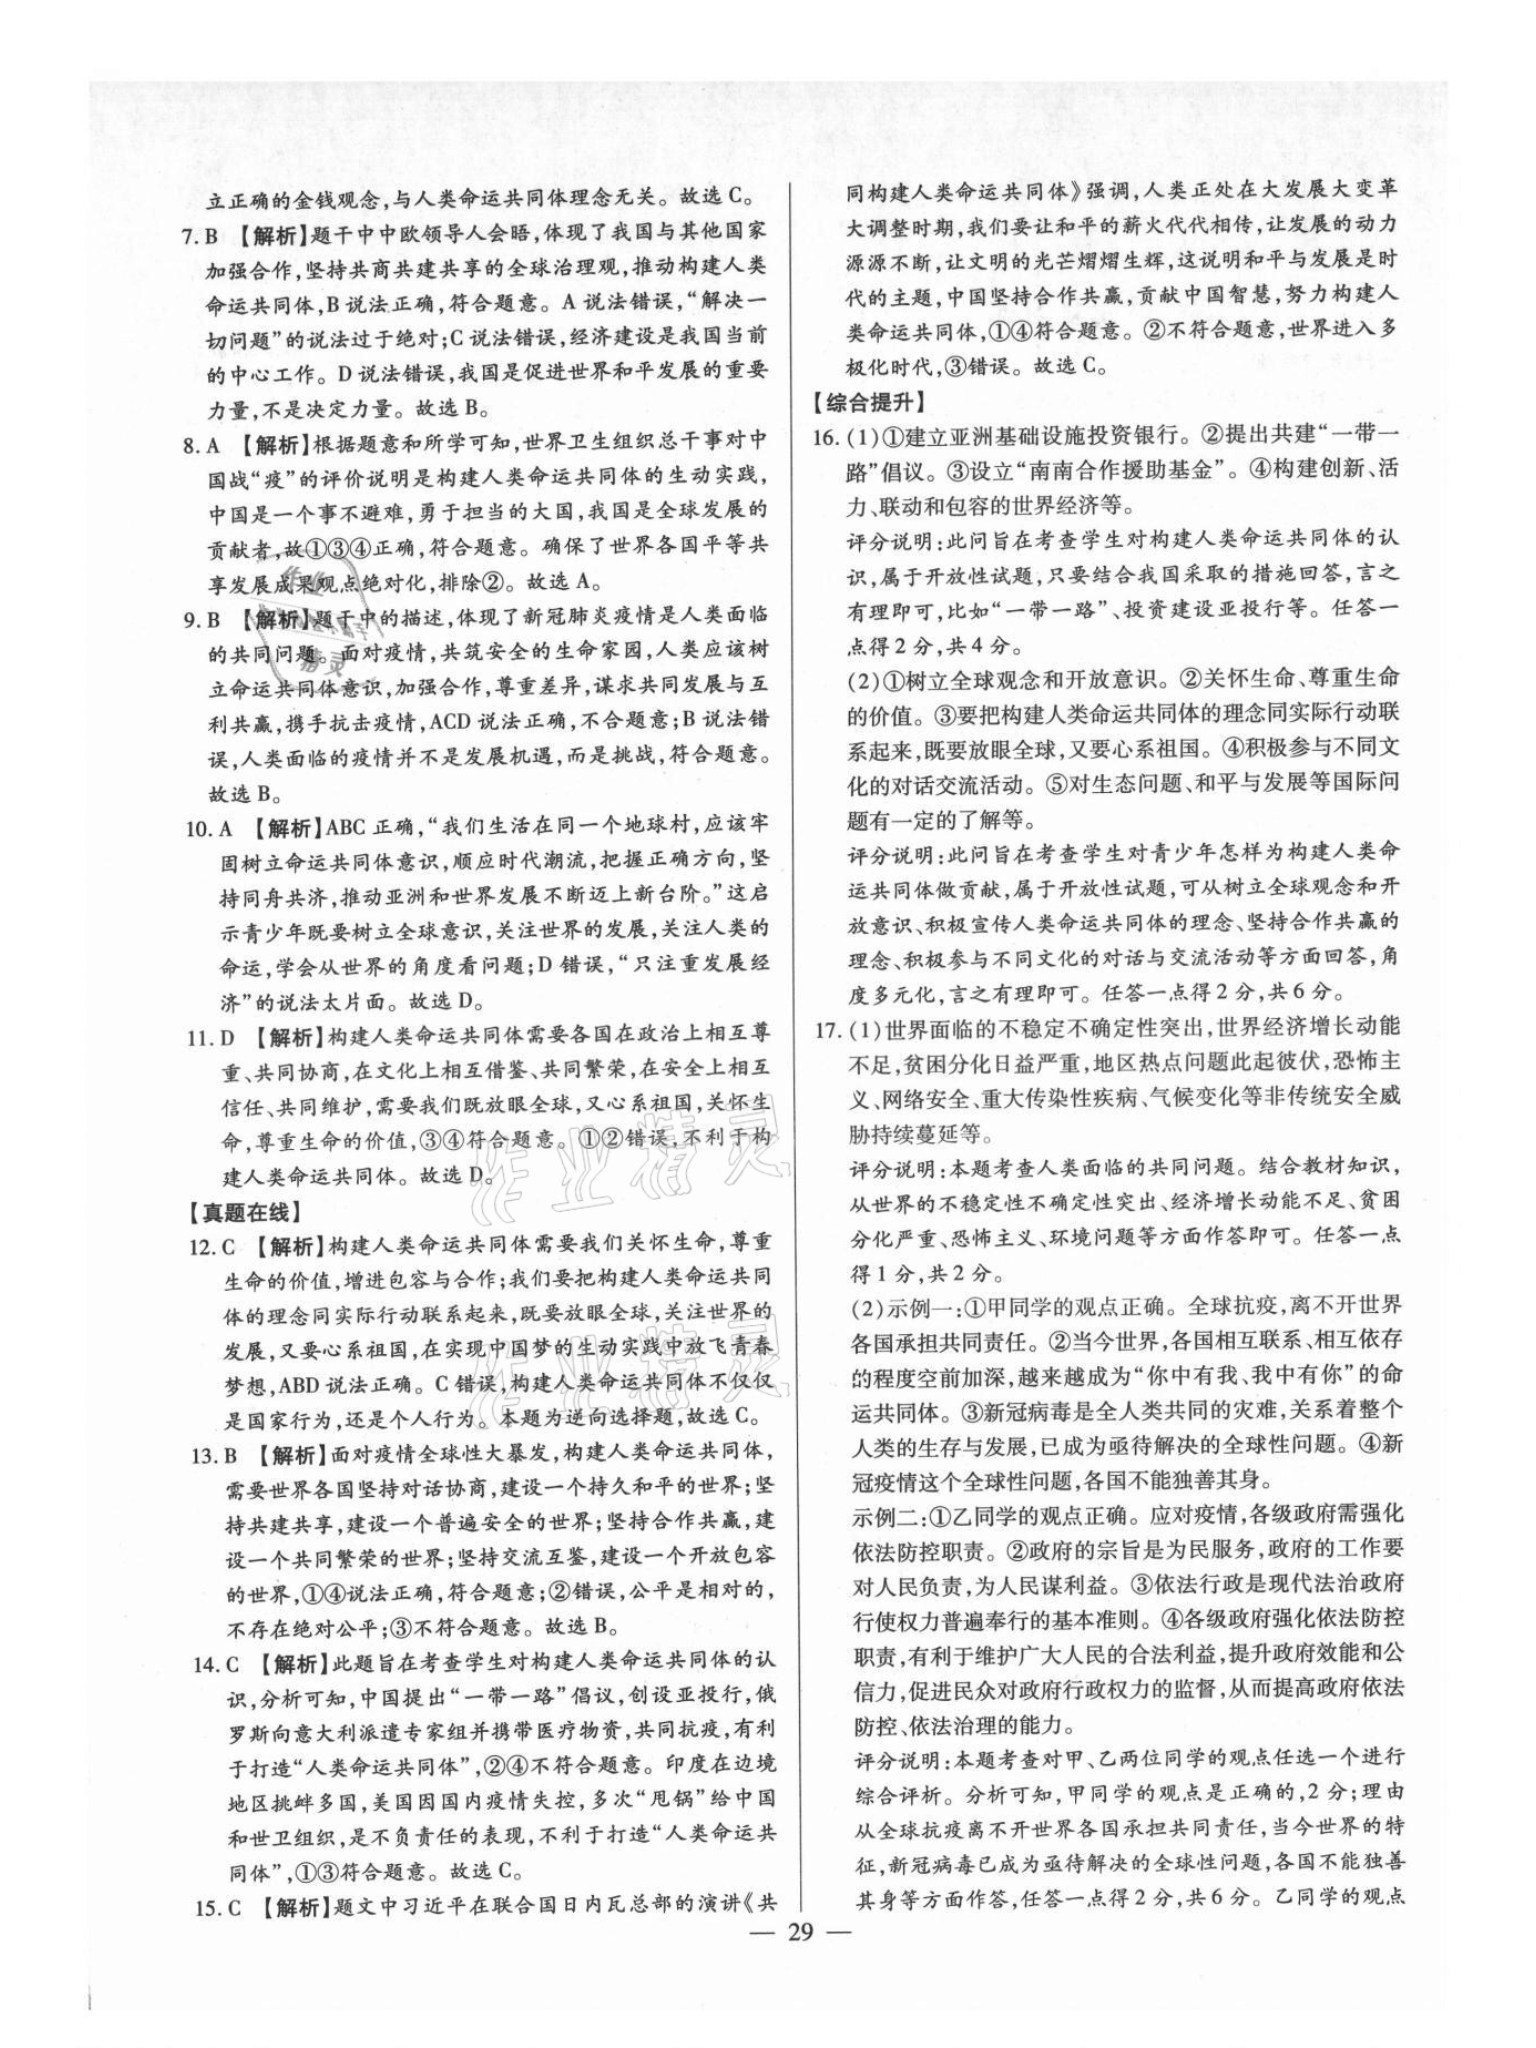 立正确的金钱观念,与人类命运共同体理念无关。故选 C。
7. B 【解析】题干中中欧领导人会晤,体现了我国与其他国家
加强合作,坚持共商共建共享的全球治理观,推动构建人类
命运共同体,B 说法正确,符合题意。A 说法错误,“解决一
切问题”的说法过于绝对;C 说法错误,经济建设是我国当前
的中心工作。D 说法错误,我国是促进世界和平发展的重要
力量,不是决定力量。故选 B。
8. A 【解析】根据题意和所学可知,世界卫生组织总干事对中
国战“疫”的评价说明是构建人类命运共同体的生动实践,
中国是一个事不避难,勇于担当的大国,我国是全球发展的
贡献者,故①③④正确,符合题意。确保了世界各国平等共
享发展成果观点绝对化,排除②。故选 A。
9. B 【解析】题干中的描述,体现了新冠肺炎疫情是人类面临
的共同问题。面对疫情,共筑安全的生命家园,人类应该树
立命运共同体意识,加强合作,尊重差异,谋求共同发展与互
利共赢,携手抗击疫情,ACD 说法正确,不合题意;B 说法错
误,人类面临的疫情并不是发展机遇,而是挑战,符合题意。
故选 B。
10. A 【解析】ABC 正确,“我们生活在同一个地球村,应该牢
固树立命运共同体意识,顺应时代潮流,把握正确方向,坚
持同舟共济,推动亚洲和世界发展不断迈上新台阶。”这启
示青少年既要树立全球意识,关注世界的发展,关注人类的
命运,学会从世界的角度看问题;D 错误,“只注重发展经
济”的说法太片面。故选 D。
11. D 【解析】构建人类命运共同体需要各国在政治上相互尊
重、共同协商,在文化上相互借鉴、共同繁荣,在安全上相互
信任、共同维护,需要我们既放眼全球,又心系祖国,关怀生
命,尊重生命的价值,③④符合题意。①②错误,不利于构
建人类命运共同体。故选 D。
【真题在线】
12. C 【解析】构建人类命运共同体需要我们关怀生命,尊重
生命的价值,增进包容与合作;我们要把构建人类命运共同
体的理念同实际行动联系起来,既要放眼全球,关注世界的
发展,又要心系祖国,在实现中国梦的生动实践中放飞青春
梦想,ABD 说法正确。C 错误,构建人类命运共同体不仅仅
是国家行为,还是个人行为。本题为逆向选择题,故选 C。
13. B 【解析】面对疫情全球性大暴发,构建人类命运共同体,
需要世界各国坚持对话协商,建设一个持久和平的世界;坚
持共建共享,建设一个普遍安全的世界;坚持合作共赢,建
设一个共同繁荣的世界;坚持交流互鉴,建设一个开放包容
的世界,①④说法正确,符合题意;②错误,公平是相对的,
不存在绝对公平;③不符合题意。故选 B。
14. C 【解析】此题旨在考查学生对构建人类命运共同体的认
识,分析可知,中国提出“一带一路”倡议,创设亚投行,俄
罗斯向意大利派遣专家组并携带医疗物资,共同抗疫,有利
于打造“人类命运共同体”,②④不符合题意。印度在边境
地区挑衅多国,美国因国内疫情失控,多次“甩锅”给中国
和世卫组织,是不负责任的表现,不利于打造“人类命运共
同体”,①③符合题意。故选 C。
15. C 【解析】题文中习近平在联合国日内瓦总部的演讲《共
同构建人类命运共同体》强调,人类正处在大发展大变革
大调整时期,我们要让和平的薪火代代相传,让发展的动力
源源不断,让文明的光芒熠熠生辉,这说明和平与发展是时
代的主题,中国坚持合作共赢,贡献中国智慧,努力构建人
类命运共同体,①④符合题意。②不符合题意,世界进入多
极化时代,③错误。故选 C。
【综合提升】
16. (1)①建立亚洲基础设施投资银行。②提出共建“一带一
路”倡议。③设立“南南合作援助基金”。④构建创新、活
力、联动和包容的世界经济等。
评分说明:此问旨在考查学生对构建人类命运共同体的认
识,属于开放性试题,只要结合我国采取的措施回答,言之
有理即可,比如“一带一路”、投资建设亚投行等。任答一
点得 2 分,共 4 分。
(2)①树立全球观念和开放意识。②关怀生命、尊重生命
的价值。③要把构建人类命运共同体的理念同实际行动联
系起来,既要放眼全球,又要心系祖国。④积极参与不同文
化的对话交流活动。⑤对生态问题、和平与发展等国际问
题有一定的了解等。
评分说明:此问旨在考查学生对青少年怎样为构建人类命
运共同体做贡献,属于开放性试题,可从树立全球观念和开
放意识、积极宣传人类命运共同体的理念、坚持合作共赢的
理念、积极参与不同文化的对话与交流活动等方面回答,角
度多元化,言之有理即可。任答一点得 2 分,共 6 分。
17. (1)世界面临的不稳定不确定性突出,世界经济增长动能
不足,贫困分化日益严重,地区热点问题此起彼伏,恐怖主
义、网络安全、重大传染性疾病、气候变化等非传统安全威
胁持续蔓延等。
评分说明:本题考查人类面临的共同问题。结合教材知识,
从世界的不稳定性不确定性突出、经济增长动能不足、贫困
分化严重、恐怖主义、环境问题等方面作答即可。任答一点
得 1 分,共 2 分。
(2)示例一:①甲同学的观点正确。全球抗疫,离不开世界
各国承担共同责任。②当今世界,各国相互联系、相互依存
的程度空前加深,越来越成为“你中有我、我中有你”的命
运共同体。③新冠病毒是全人类共同的灾难,关系着整个
人类的生存与发展,已成为亟待解决的全球性问题。④新
冠疫情这个全球性问题,各国不能独善其身。
示例二:①乙同学的观点正确。应对疫情,各级政府需强化
依法防控职责。②政府的宗旨是为民服务,政府的工作要
对人民负责,为人民谋利益。③依法行政是现代法治政府
行使权力普遍奉行的基本准则。④各级政府强化依法防控
职责,有利于维护广大人民的合法利益,提升政府效能和公
信力,促进民众对政府行政权力的监督,从而提高政府依法
防控、依法治理的能力。
评分说明:本题考查对甲、乙两位同学的观点任选一个进行
综合评析。分析可知,甲同学的观点是正确的,2 分;理由
从全球抗疫离不开世界各国承担共同责任,当今世界的特
征,新冠病毒已成为亟待解决的全球性问题,各国不能独善
其身等方面作答,任答一点得 2 分,共 6 分。乙同学的观点
— 29 —
作业精灵
作业精灵